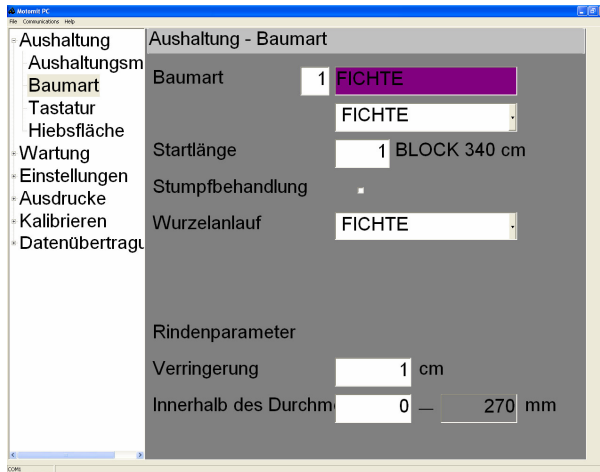 Motomit PC
File Communications Help
Aushaltung
Aushaltungsm
Baumart
Tastatur
Hiebsfläche
Wartung
Einstellungen
Ausdrucke
Kalibrieren
Datenübertragu
Aushaltung - Baumart
Baumart 1 FICHTE
FICHTE
Startlänge 1 BLOCK 340 cm
Stumpfbehandlung
Wurzelanlauf FICHTE
Rindenparameter
Verringerung 1 cm
Innerhalb des Durchm 0 — 270 mm
COM1